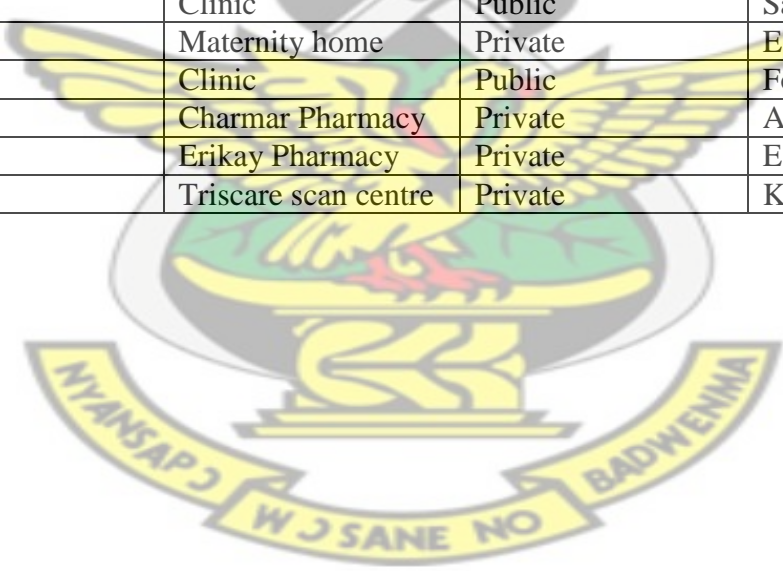 Clinic Public
Maternity home Private
Clinic Public
Charmar Pharmacy Private
Erikay Pharmacy Private
Triscare scan centre Private
NYANSAPƆ WƆSANE NO BADWENMA